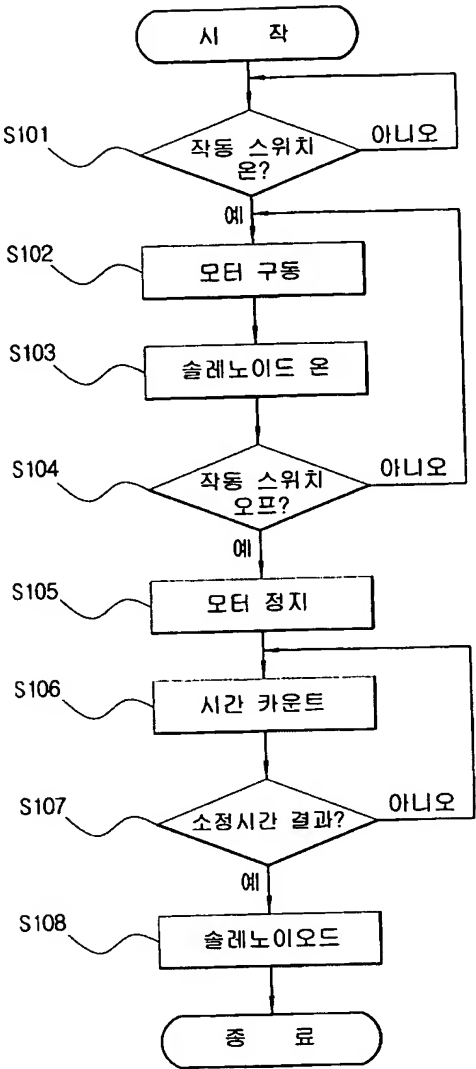 시 작
S101
작동 스위치
온?
아니오
예
S102
모터 구동
S103
솔레노이드 온
S104
작동 스위치
오프?
아니오
예
S105
모터 정지
S106
시간 카운트
S107
소정시간 결과?
아니오
예
S108
솔레노이오드
종 료